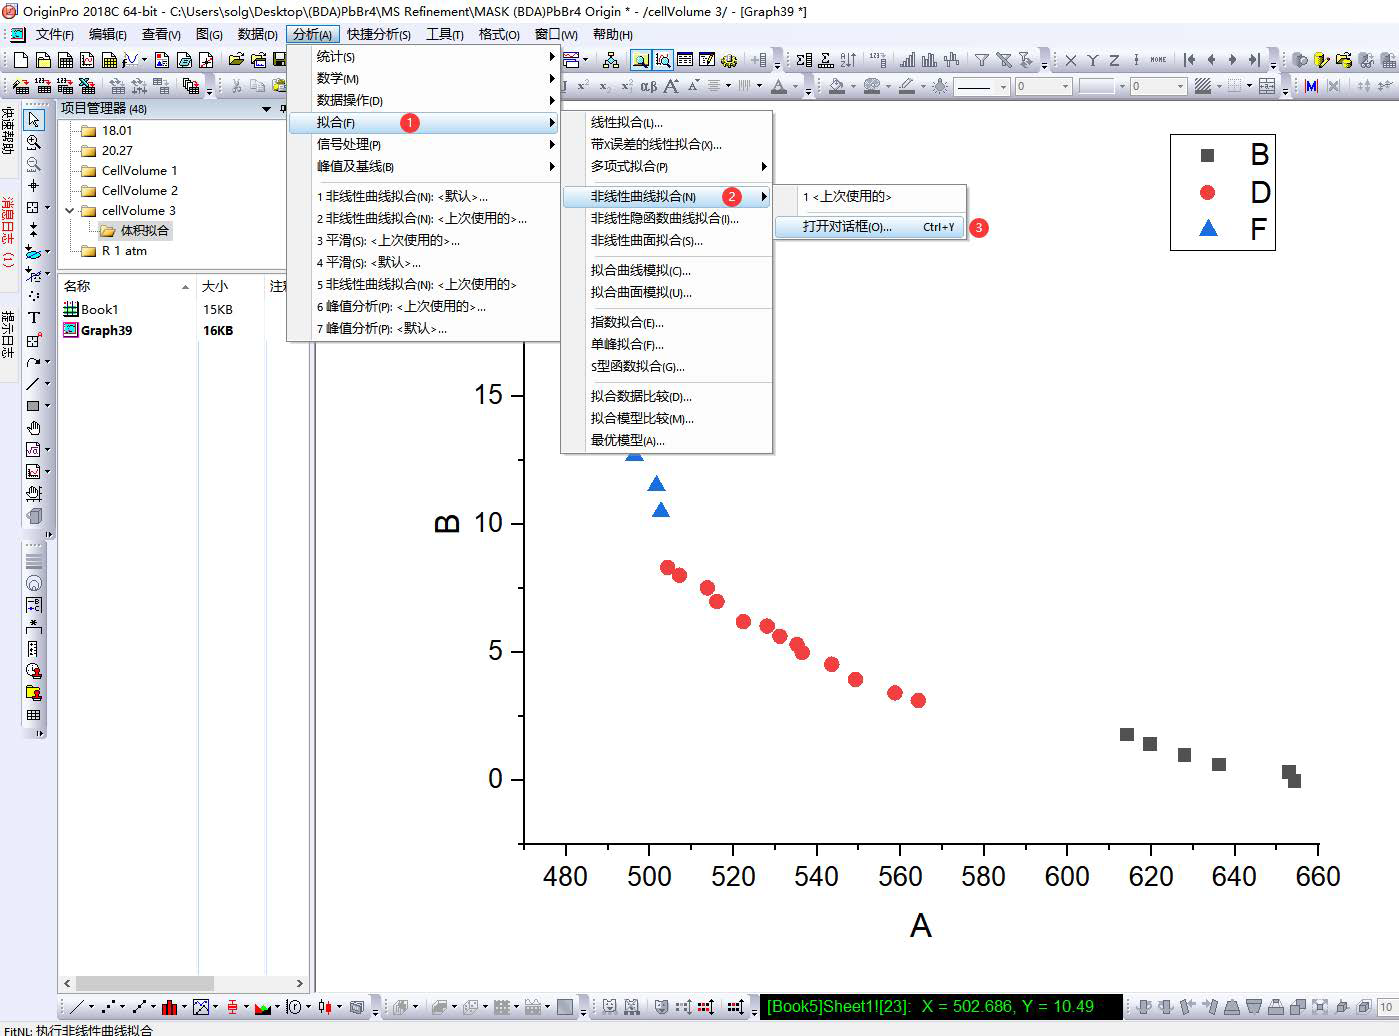 OriginPro 2018C 64-bit - C:\Users\solg\Desktop\(BDA)PbBr4\MS Refinement\MASK (BDA)PbBr4 Origin * - /cellVolume 3/ - [Graph39 *]
文件(F) 编辑(E) 查看(V) 图(G) 数据(D) 分析(A) 快捷分析(S) 工具(T) 格式(O) 窗口(W) 帮助(H)
统计(S)
数学(M)
数据操作(D)
拟合(F) 1
信号处理(P)
峰值及基线(B)
1 非线性曲线拟合(N): <默认>...
2 非线性曲线拟合(N): <上次使用的>...
3 平滑(S): <上次使用的>...
4 平滑(S): <默认>...
5 非线性曲线拟合(N): <上次使用的>
6 峰值分析(P): <上次使用的>...
7 峰值分析(P): <默认>...
线性拟合(L)...
带X误差的线性拟合(X)...
多项式拟合(P)
非线性曲线拟合(N) 2
非线性隐函数曲线拟合(I)...
非线性曲面拟合(S)...
拟合曲线模拟(C)...
拟合曲面模拟(U)...
指数拟合(E)...
单峰拟合(F)...
S型函数拟合(G)...
拟合数据比较(D)...
拟合模型比较(M)...
最优模型(A)...
1 <上次使用的>
打开对话框(O)... Ctrl+Y 3
快速帮助
消息日志 (1)
提示日志
项目管理器 (48)
18.01
20.27
CellVolume 1
CellVolume 2
cellVolume 3
体积拟合
R 1 atm
名称 大小 注释
Book1 15KB
Graph39 16KB
HOME
X Y Z
αβ A A
0 0
M
T
B
D
F
15
10
5
0
B
480 500 520 540 560 580 600 620 640 660
A
[Book5]Sheet1![23]: X = 502.686, Y = 10.49
10
FitNL: 执行非线性曲线拟合